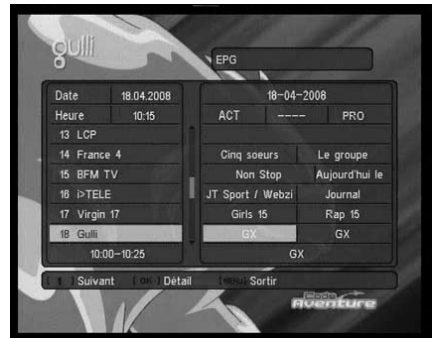 gulli
EPG
Date 18.04.2008 18-04-2008
Heure 10:15 ACT ---- PRO
13 LCP
14 France 4 Cinq soeurs Le groupe
15 BFM TV Non Stop Aujourd'hui le
16 i>TELE JT Sport / Webzi Journal
17 Virgin 17 Girls 15 Rap 15
18 Gulli GX GX
10:00-10:25 GX
( 1 ) Suivant ( OK ) Détail (MENU) Sortir
Code
Aventure